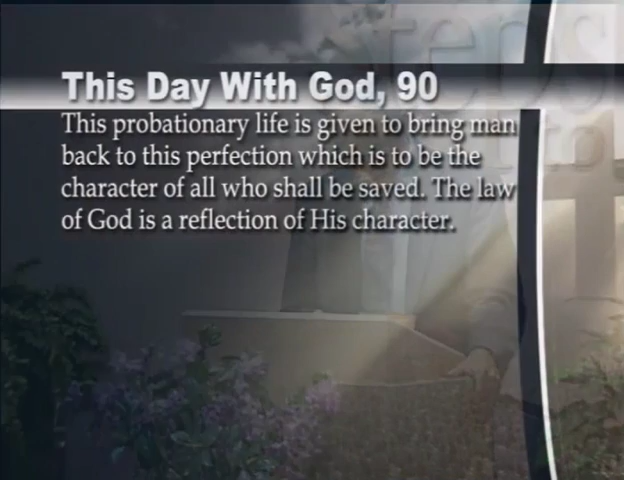 This Day With God, 90
This probationary life is given to bring man
back to this perfection which is to be the
character of all who shall be saved. The law
of God is a reflection of His character.
teps
to